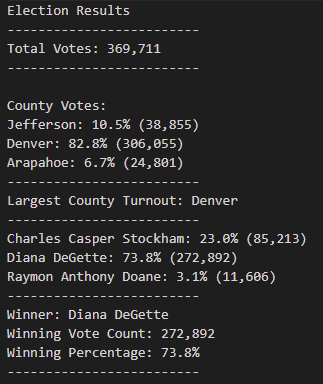 Election Results
-------------------------
Total Votes: 369,711
-------------------------
County Votes:
Jefferson: 10.5% (38,855)
Denver: 82.8% (306,055)
Arapahoe: 6.7% (24,801)
-------------------------
Largest County Turnout: Denver
-------------------------
Charles Casper Stockham: 23.0% (85,213)
Diana DeGette: 73.8% (272,892)
Raymon Anthony Doane: 3.1% (11,606)
-------------------------
Winner: Diana DeGette
Winning Vote Count: 272,892
Winning Percentage: 73.8%
-------------------------